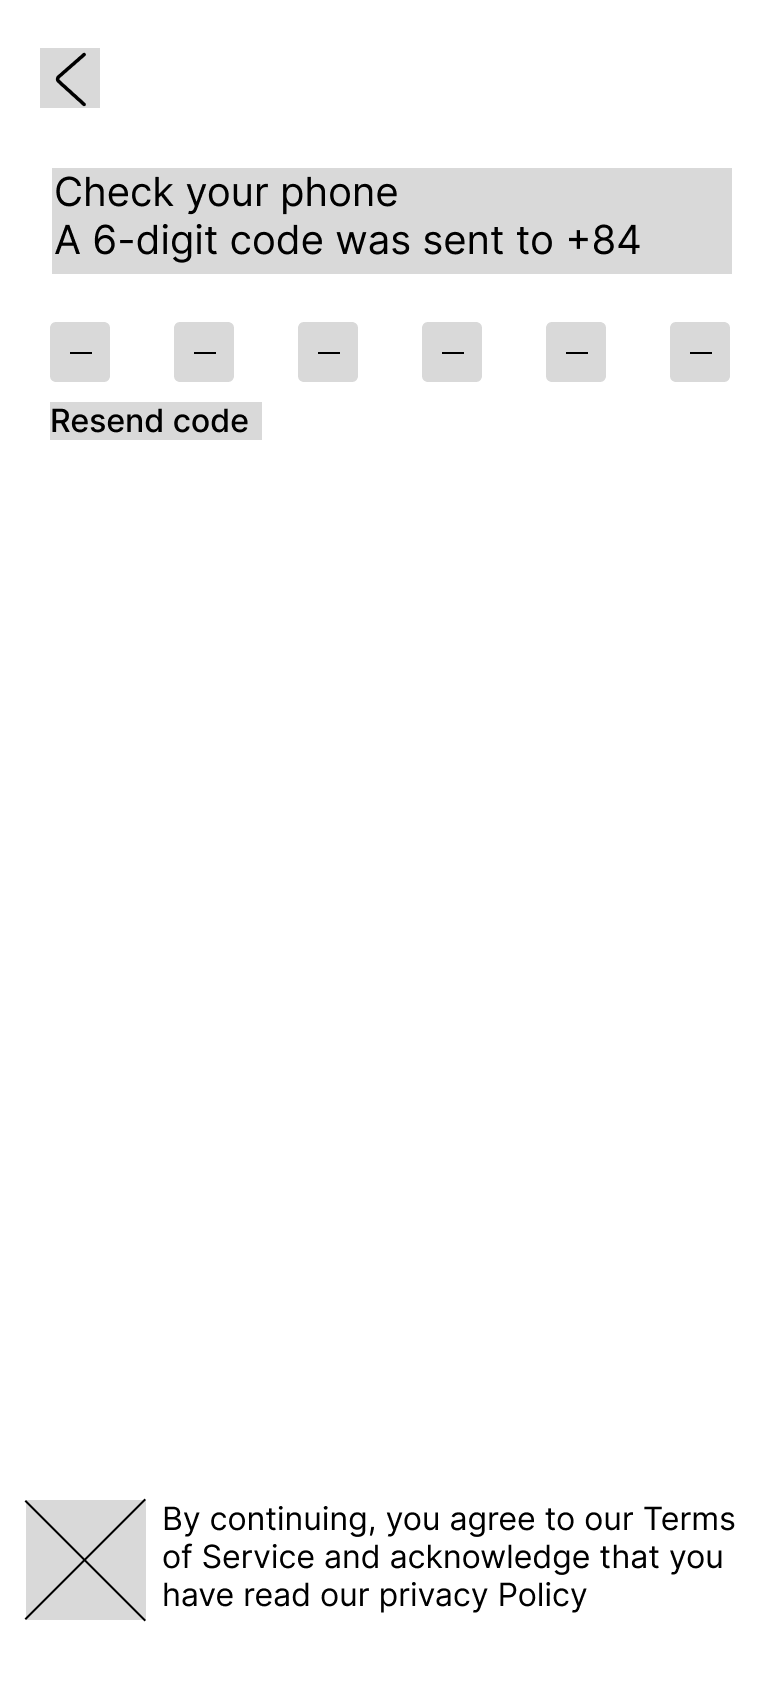 Check your phone
A 6-digit code was sent to +84
Resend code
By continuing, you agree to our Terms
of Service and acknowledge that you
have read our privacy Policy